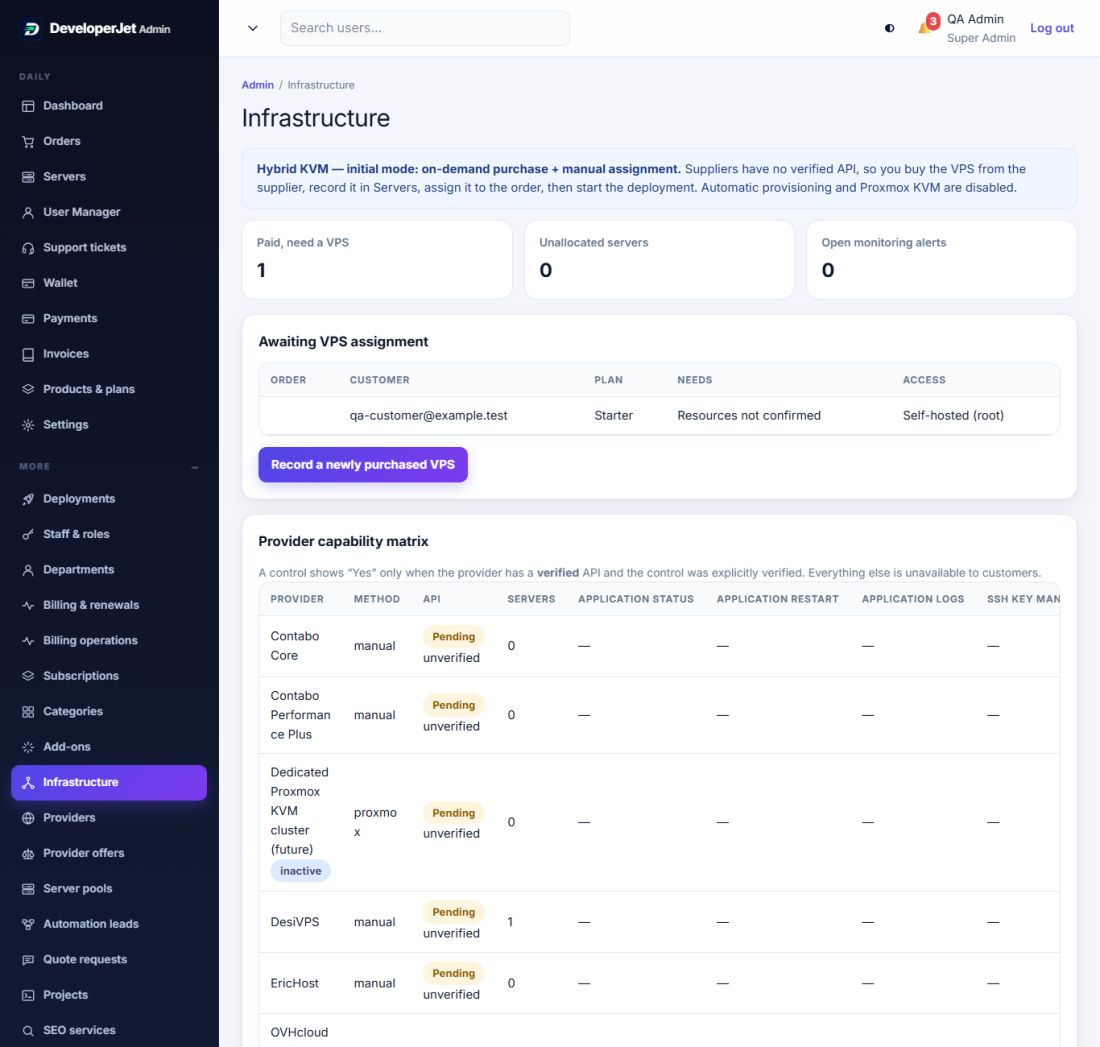 DeveloperJet Admin
DAILY
Dashboard
Orders
Servers
User Manager
Support tickets
Wallet
Payments
Invoices
Products & plans
Settings
MORE
Deployments
Staff & roles
Departments
Billing & renewals
Billing operations
Subscriptions
Categories
Add-ons
Infrastructure
Providers
Provider offers
Server pools
Automation leads
Quote requests
Projects
SEO services
Search users...
3
QA Admin
Super Admin
Log out
Admin / Infrastructure
Infrastructure
Hybrid KVM — initial mode: on-demand purchase + manual assignment. Suppliers have no verified API, so you buy the VPS from the
supplier, record it in Servers, assign it to the order, then start the deployment. Automatic provisioning and Proxmox KVM are disabled.
Paid, need a VPS
1
Unallocated servers
0
Open monitoring alerts
0
Awaiting VPS assignment
ORDER CUSTOMER PLAN NEEDS ACCESS
qa-customer@example.test Starter Resources not confirmed Self-hosted (root)
Record a newly purchased VPS
Provider capability matrix
A control shows “Yes” only when the provider has a verified API and the control was explicitly verified. Everything else is unavailable to customers.
PROVIDER METHOD API SERVERS APPLICATION STATUS APPLICATION RESTART APPLICATION LOGS SSH KEY MAN
Contabo
Core
manual
Pending
unverified
0 — — — —
Contabo
Performan
ce Plus
manual
Pending
unverified
0 — — — —
Dedicated
Proxmox
KVM
cluster
(future)
inactive
proxmo
x
Pending
unverified
0 — — — —
DesiVPS
manual
Pending
unverified
1 — — — —
EricHost
manual
Pending
unverified
0 — — — —
OVHcloud